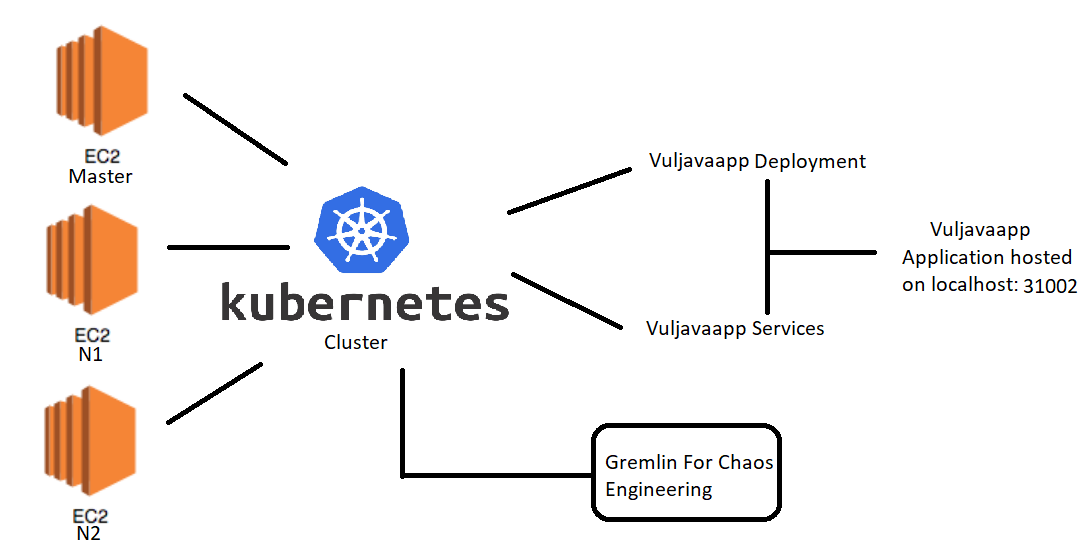 EC2
Master
EC2
N1
EC2
N2
kubernetes
Cluster
Vuljavaapp Deployment
Vuljavaapp Services
Vuljavaapp
Application hosted
on localhost: 31002
Gremlin For Chaos
Engineering